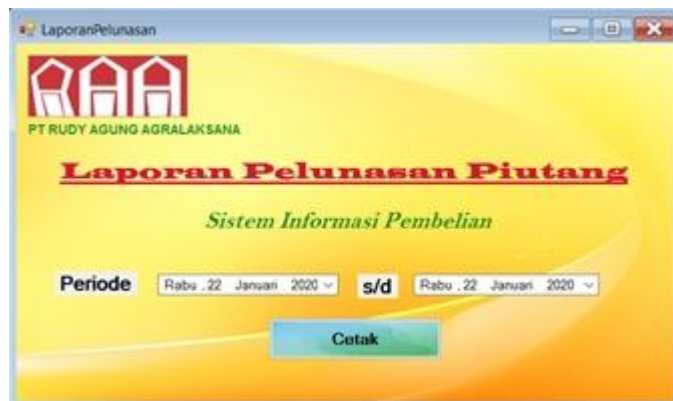 LaporanPelunasan
RAA
PT RUDY AGUNG AGRALAKSANA
Laporan Pelunasan Piutang
Sistem Informasi Pembelian
Periode Rabu , 22 Januari 2020 s/d Rabu , 22 Januari 2020
Cetak